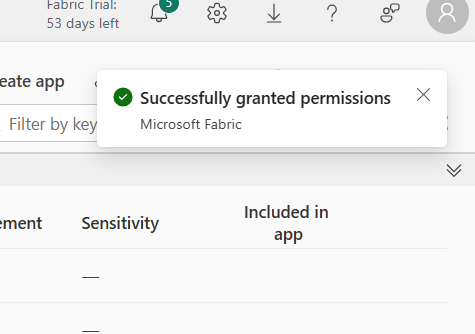 Fabric Trial:
53 days left
5
?
eate app
Successfully granted permissions
Microsoft Fabric
Filter by key
ement
Sensitivity
Included in
app
—
—